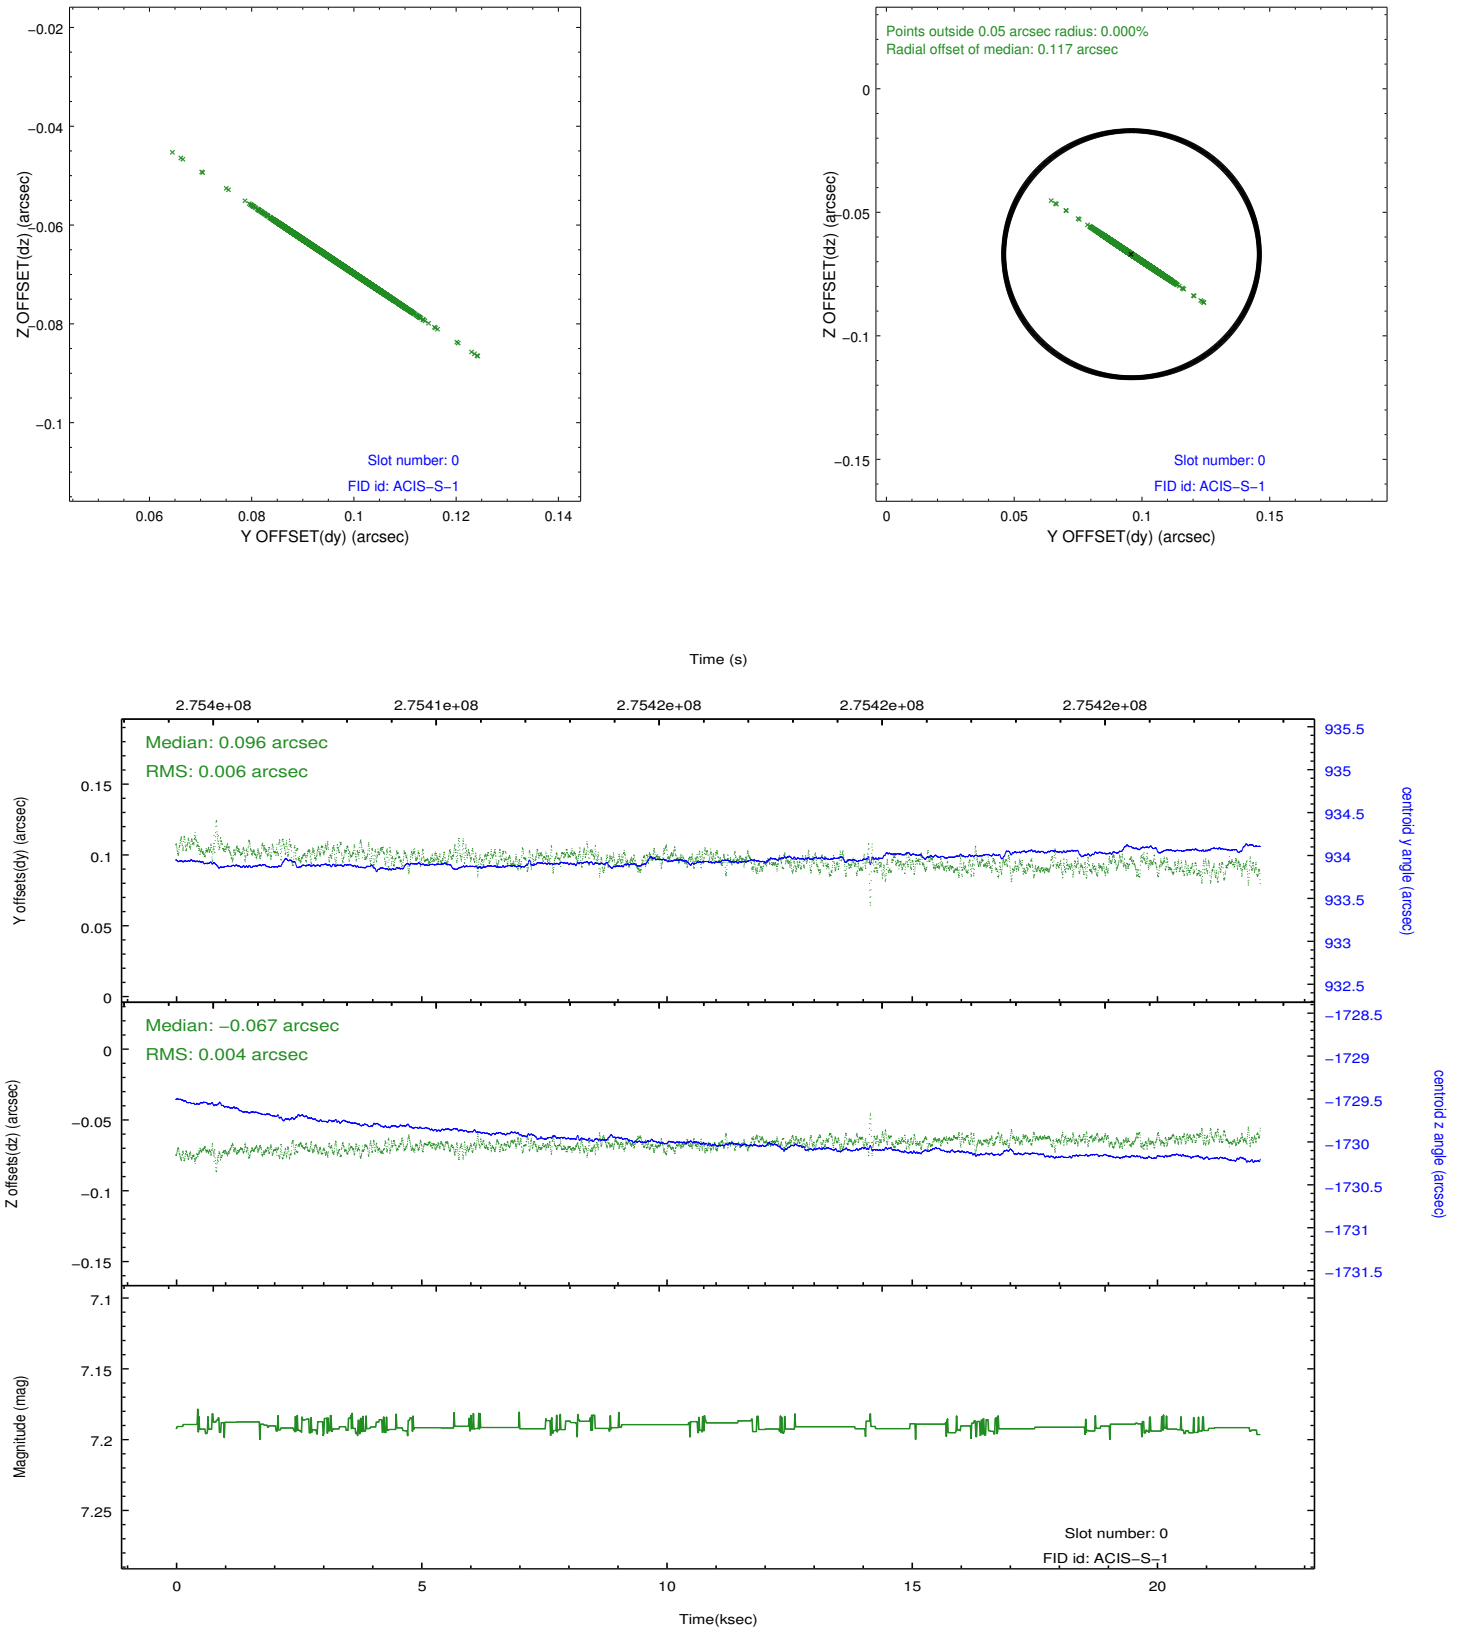 −0.02
−0.04
−0.06
−0.08
−0.1
Z OFFSET(dz) (arcsec)
Slot number: 0
FID id: ACIS−S−1
0.06
0.08
0.1
0.12
0.14
Y OFFSET(dy) (arcsec)
Points outside 0.05 arcsec radius: 0.000%
Radial offset of median: 0.117 arcsec
0
−0.05
−0.1
−0.15
Z OFFSET(dz) (arcsec)
Slot number: 0
FID id: ACIS−S−1
0
0.05
0.1
0.15
Y OFFSET(dy) (arcsec)
Time (s)
2.754e+08
2.7541e+08
2.7542e+08
2.7542e+08
2.7542e+08
Median: 0.096 arcsec
RMS: 0.006 arcsec
0.15
0.1
0.05
0
Y offsets(dy) (arcsec)
935.5
935
934.5
934
933.5
933
932.5
centroid y angle (arcsec)
Median: −0.067 arcsec
RMS: 0.004 arcsec
0
−0.05
−0.1
−0.15
Z offsets(dz) (arcsec)
−1728.5
−1729
−1729.5
−1730
−1730.5
−1731
−1731.5
centroid z angle (arcsec)
7.1
7.15
7.2
7.25
Magnitude (mag)
Slot number: 0
FID id: ACIS−S−1
0
5
10
15
20
Time(ksec)